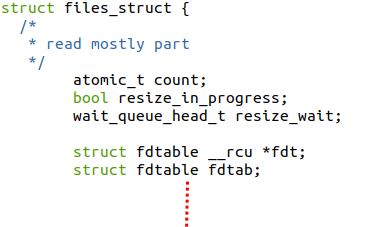 struct files_struct {
/*
* read mostly part
*/
atomic_t count;
bool resize_in_progress;
wait_queue_head_t resize_wait;
struct fdtable __rcu *fdt;
struct fdtable fdtab;